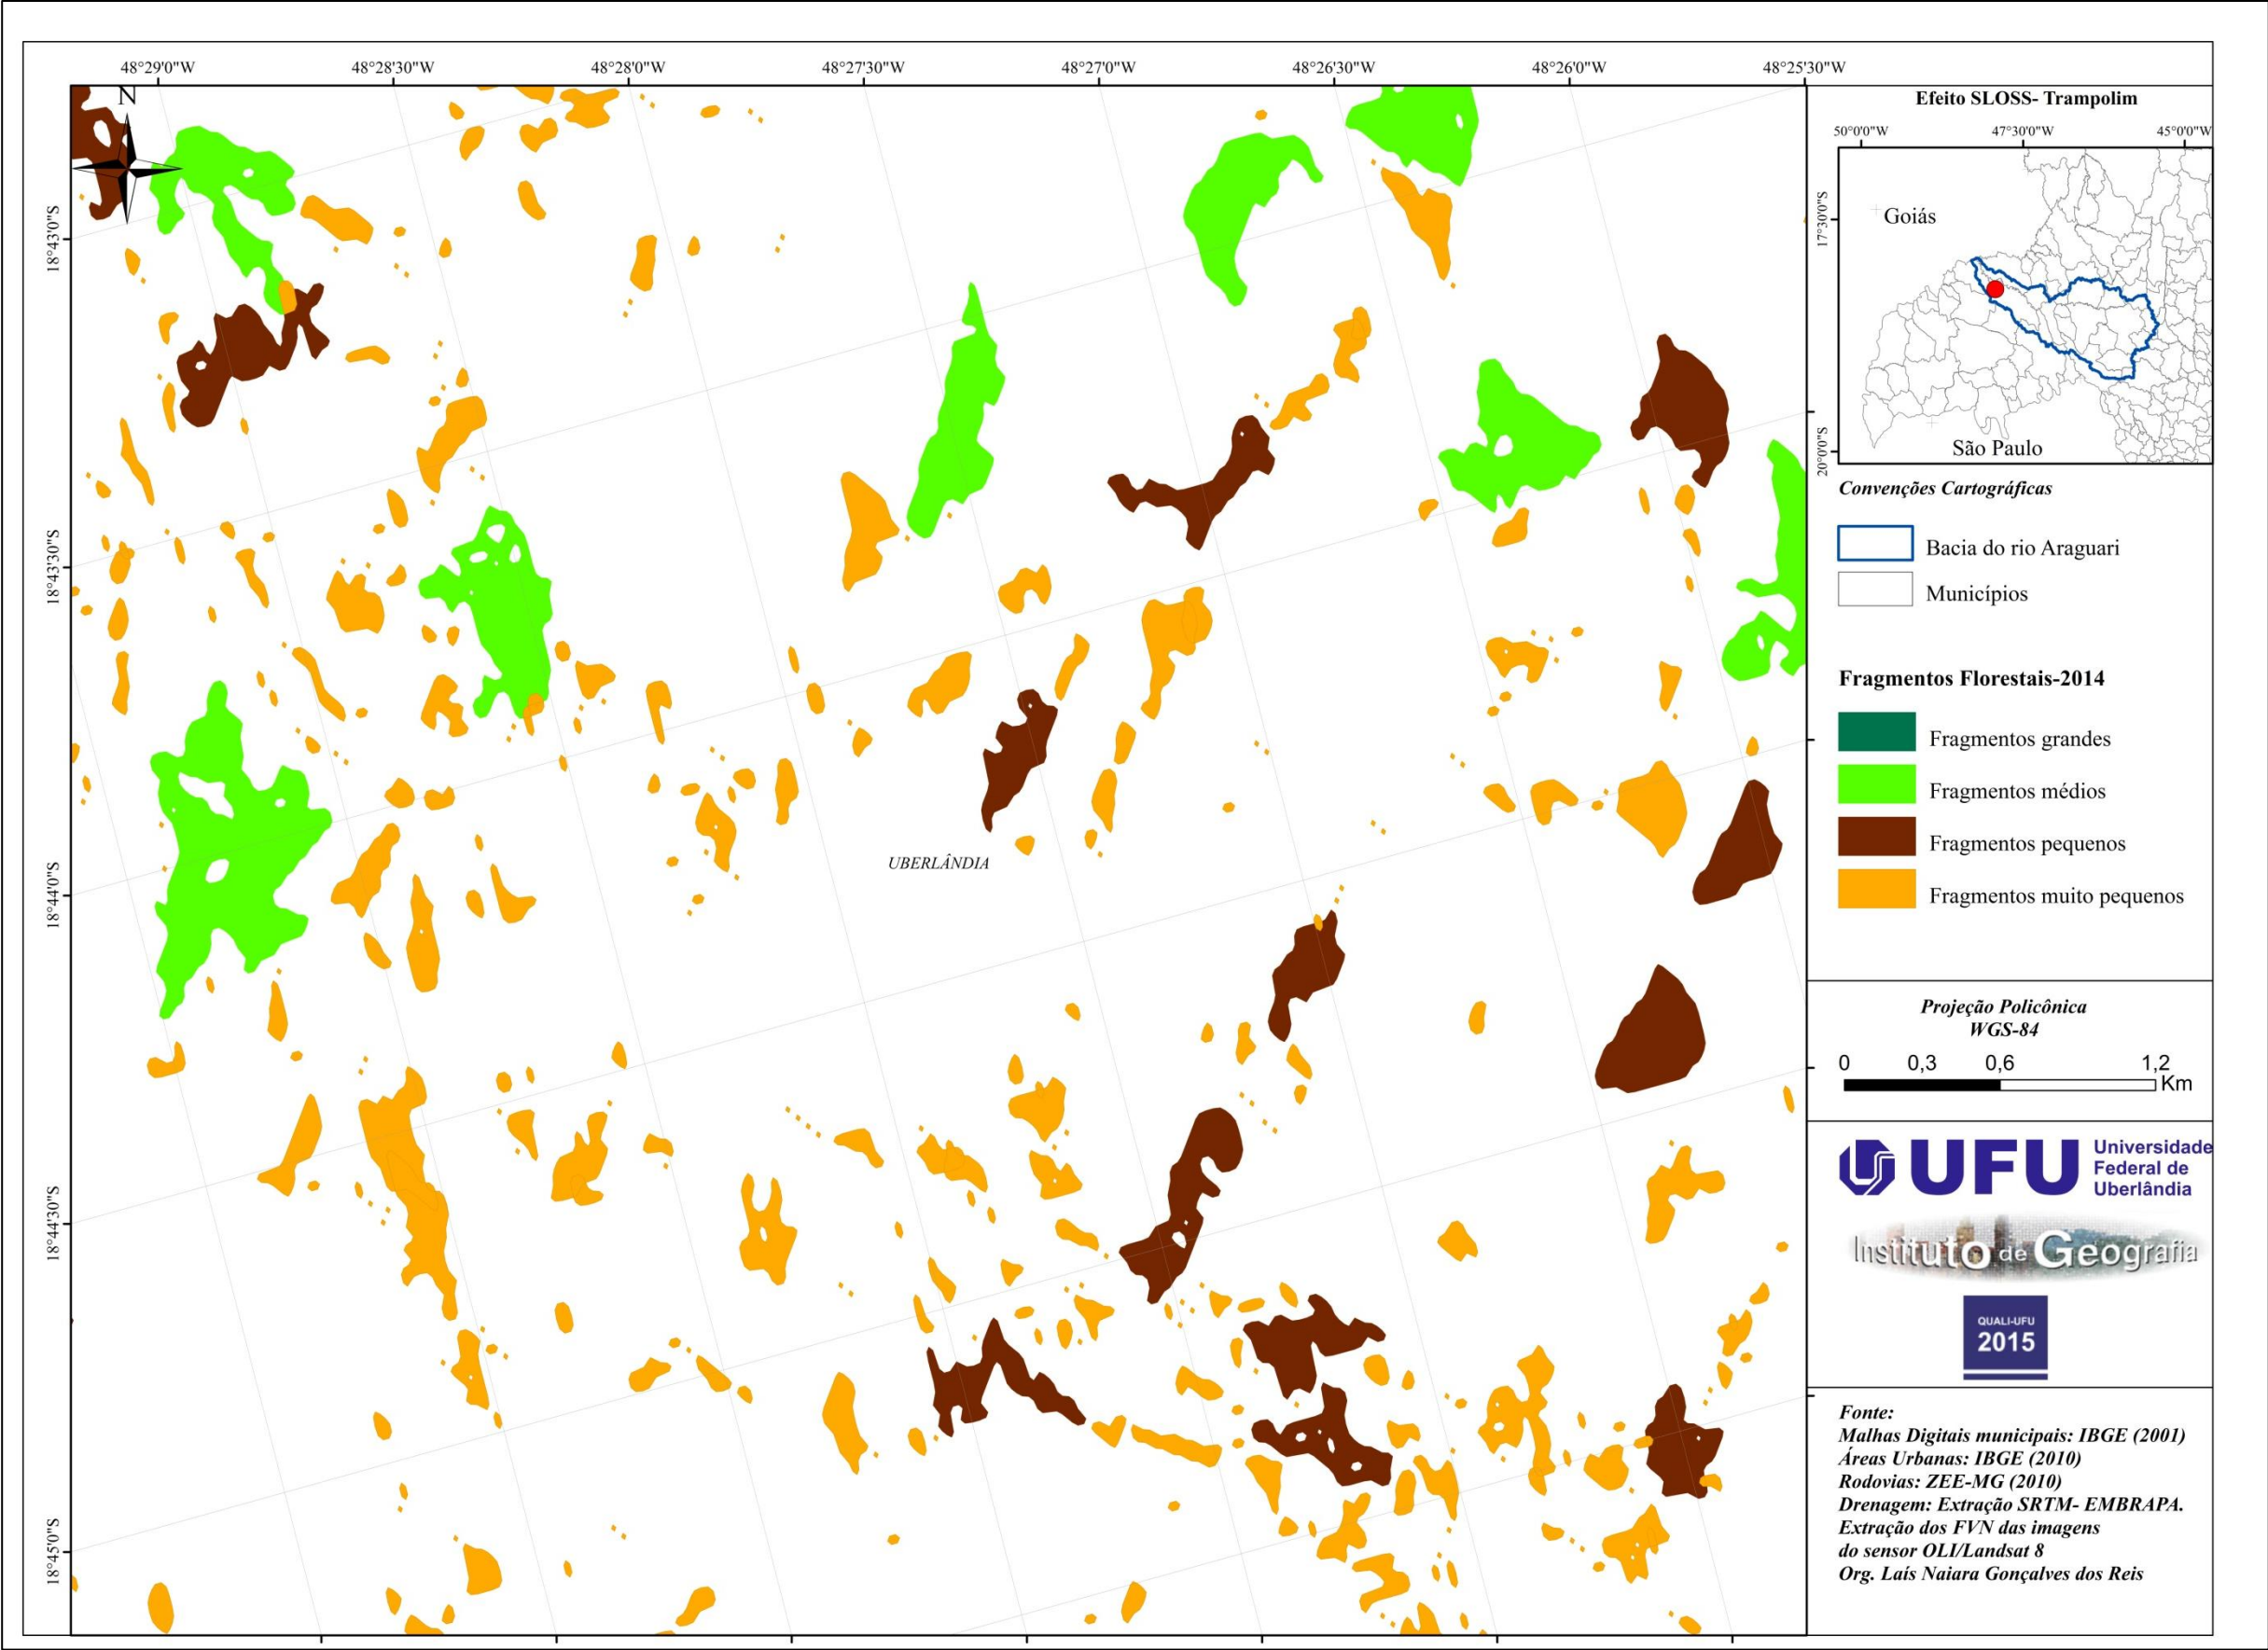 48°29'0"W
48°28'30"W
48°28'0"W
48°27'30"W
48°27'0"W
48°26'30"W
48°26'0"W
48°25'30"W
N
18°43'0"S
18°43'30"S
18°44'0"S
18°44'30"S
18°45'0"S
UBERLÂNDIA
Efeito SLOSS- Trampolim
50°0'0"W
47°30'0"W
45°0'0"W
17°30'0"S
20°0'0"S
Goiás
São Paulo
Convenções Cartográficas
Bacia do rio Araguari
Municípios
Fragmentos Florestais-2014
Fragmentos grandes
Fragmentos médios
Fragmentos pequenos
Fragmentos muito pequenos
Projeção Policônica
WGS-84
0 0,3 0,6 1,2
Km
UFU
Universidade
Federal de
Uberlândia
Instituto de Geografia
QUALI-UFU
2015
Fonte:
Malhas Digitais municipais: IBGE (2001)
Áreas Urbanas: IBGE (2010)
Rodovias: ZEE-MG (2010)
Drenagem: Extração SRTM- EMBRAPA.
Extração dos FVN das imagens
do sensor OLI/Landsat 8
Org. Laís Naiara Gonçalves dos Reis